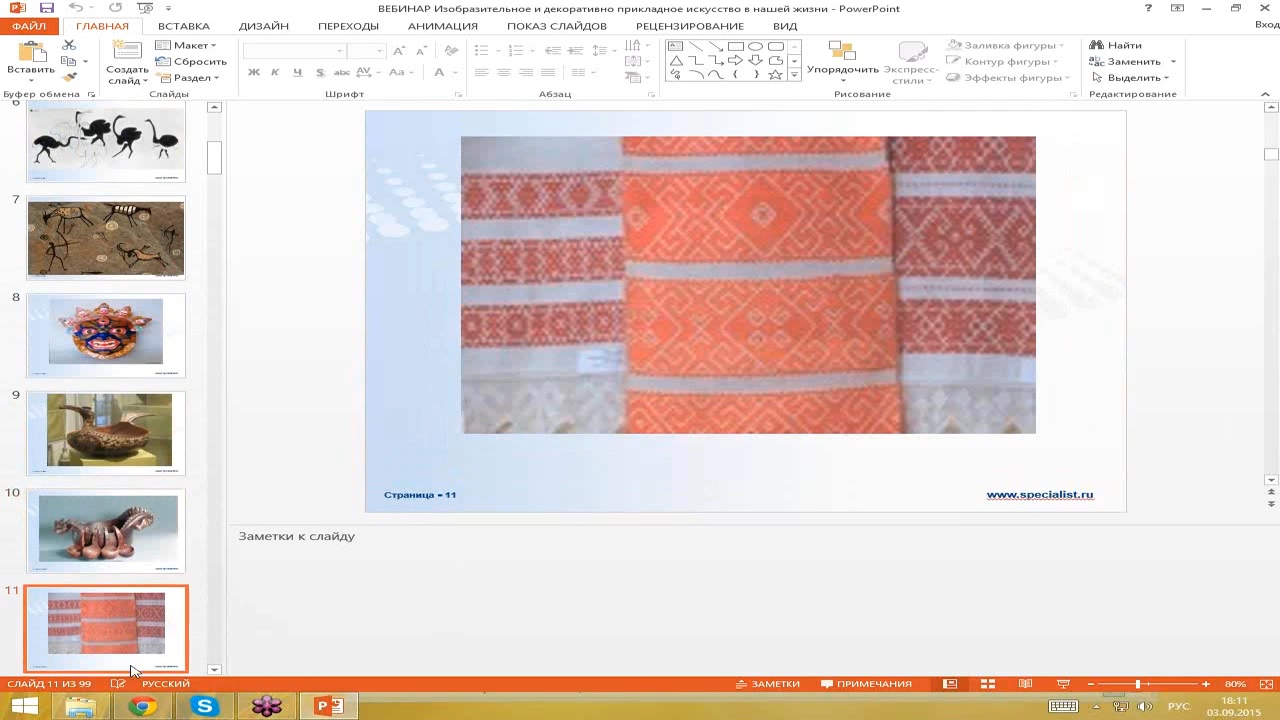 ВЕБИНАР Изобразительное и декоративно прикладное искусство в нашей жизни - PowerPoint
Вход
ФАЙЛ ГЛАВНАЯ ВСТАВКА ДИЗАЙН ПЕРЕХОДЫ АНИМАЦИЯ ПОКАЗ СЛАЙДОВ РЕЦЕНЗИРОВАНИЕ ВИД
Вставить
Создать слайд
Макет
Сбросить
Раздел
Ж К Ч S abc AV Aa A
Упорядочить
Экспресс-стили
Заливка фигуры
Контур фигуры
Эффекты фигуры
Найти
Заменить
Выделить
Буфер обмена Слайды Шрифт Абзац Рисование Редактирование
6
7
8
9
10
11
Страница - 11
www.specialist.ru
Заметки к слайду
СЛАЙД 11 ИЗ 99 РУССКИЙ ЗАМЕТКИ ПРИМЕЧАНИЯ 80%
РУС
18:11
03.09.2015